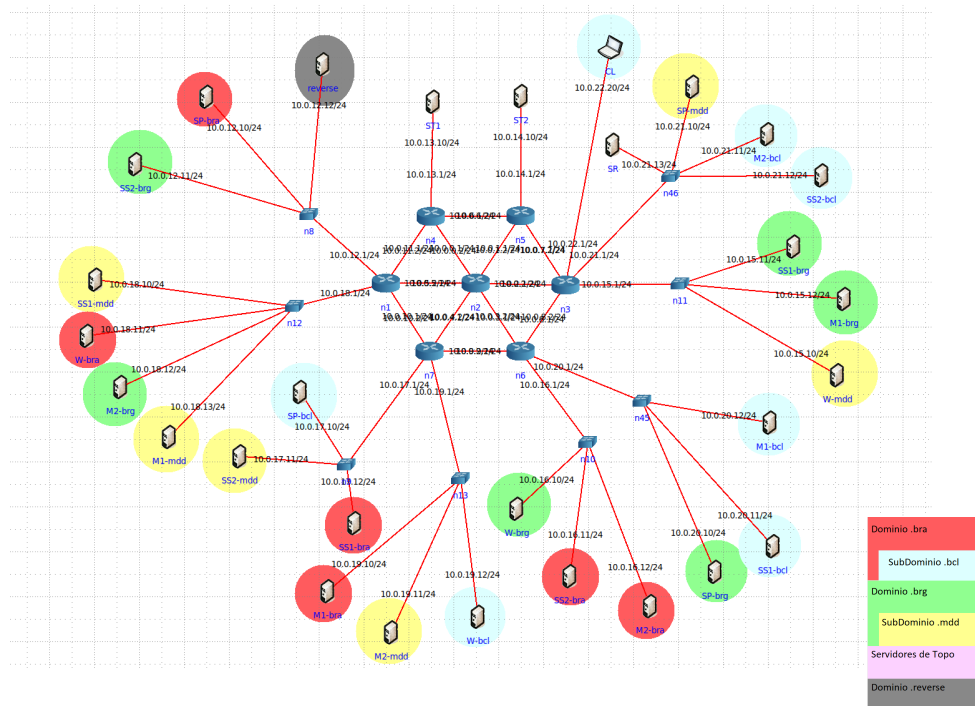 CL
10.0.22.20/24
reverse
10.0.12.12/24
SP-bra
10.0.12.10/24
SP-mdd
10.0.21.10/24
ST1
ST2
10.0.13.10/24
10.0.14.10/24
SR
10.0.21.13/24
10.0.21.11/24
M2-bcl
SS2-brg
10.0.12.11/24
10.0.13.1/24
10.0.14.1/24
n46
10.0.21.12/24
SS2-bcl
n8
n4
n5
10.0.12.1/24
10.0.22.1/24
10.0.21.1/24
10.0.15.11/24
SS1-brg
SS1-mdd
10.0.18.10/24
10.0.18.1/24
n1
n2
n3
10.0.15.1/24
n11
10.0.15.12/24
M1-brg
n12
W-bra
10.0.18.11/24
10.0.15.10/24
W-mdd
n7
n6
10.0.18.12/24
M2-brg
10.0.17.1/24
10.0.19.1/24
10.0.16.1/24
10.0.20.1/24
SP-bcl
10.0.18.13/24
M1-mdd
10.0.17.10/24
n45
10.0.20.12/24
M1-bcl
SS2-mdd
10.0.17.11/24
n10
n13
10.0.16.10/24
W-brg
10.0.20.11/24
SS1-bra
10.0.16.11/24
10.0.20.10/24
SS1-bcl
10.0.19.10/24
M1-bra
10.0.19.11/24
10.0.19.12/24
10.0.16.12/24
SS2-bra
SP-brg
M2-bra
M2-mdd
W-bcl
Dominio .bra
SubDominio .bcl
Dominio .brg
SubDominio .mdd
Servidores de Topo
Dominio .reverse